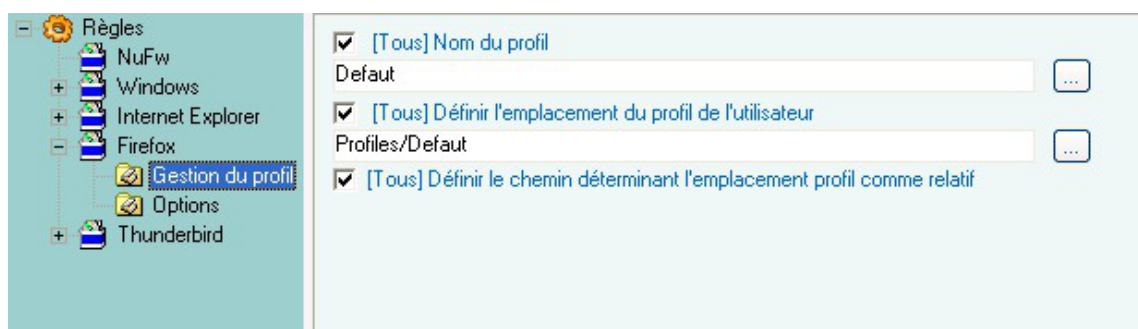 Règles
NuFw
Windows
Internet Explorer
Firefox
Gestion du profil
Options
Thunderbird
[Tous] Nom du profil
Defaut
...
[Tous] Définir l'emplacement du profil de l'utilisateur
Profiles/Defaut
...
[Tous] Définir le chemin déterminant l'emplacement profil comme relatif